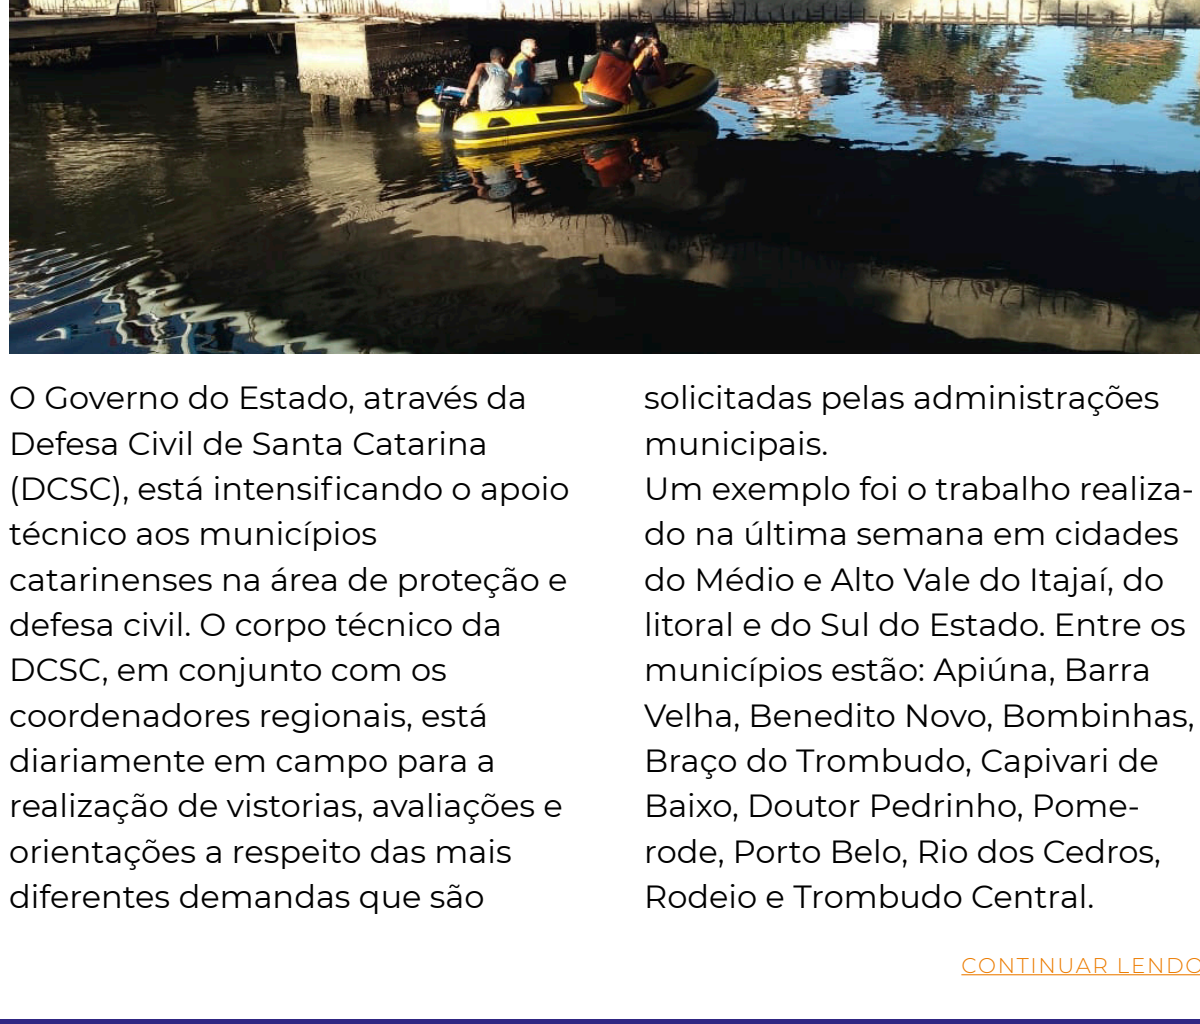 O Governo do Estado, através da
Defesa Civil de Santa Catarina
(DCSC), está intensificando o apoio
técnico aos municípios
catarinenses na área de proteção e
defesa civil. O corpo técnico da
DCSC, em conjunto com os
coordenadores regionais, está
diariamente em campo para a
realização de vistorias, avaliações e
orientações a respeito das mais
diferentes demandas que são
solicitadas pelas administrações
municipais.
Um exemplo foi o trabalho realiza-
do na última semana em cidades
do Médio e Alto Vale do Itajaí, do
litoral e do Sul do Estado. Entre os
municípios estão: Apiúna, Barra
Velha, Benedito Novo, Bombinhas,
Braço do Trombudo, Capivari de
Baixo, Doutor Pedrinho, Pome-
rode, Porto Belo, Rio dos Cedros,
Rodeio e Trombudo Central.
CONTINUAR LENDO